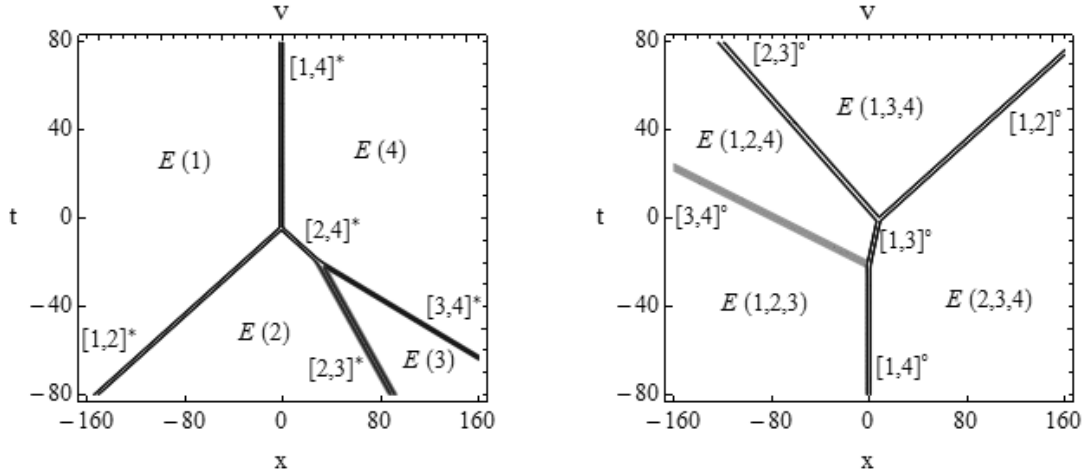 v
80
40
0
−40
−80
t
[1,4]*
E (1)
E (4)
[2,4]*
[3,4]*
[1,2]*
E (2)
[2,3]*
E (3)
−160
−80
0
80
160
x
v
80
40
0
−40
−80
t
[2,3]°
E (1,3,4)
[1,2]°
E (1,2,4)
[3,4]°
[1,3]°
E (1,2,3)
E (2,3,4)
[1,4]°
−160
−80
0
80
160
x